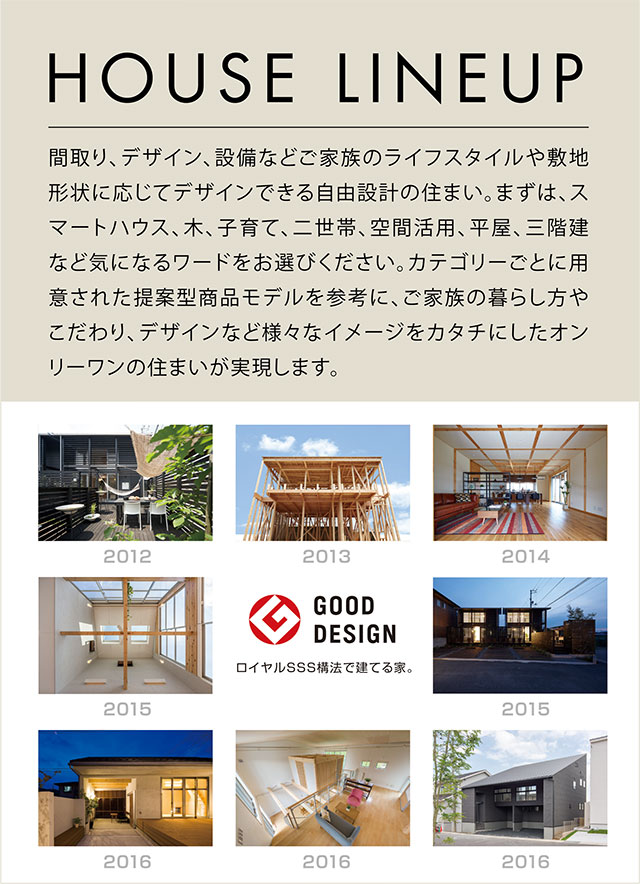 HOUSE LINEUP
間取り、デザイン、設備などご家族のライフスタイルや敷地
形状に応じてデザインできる自由設計の住まい。まずは、ス
マートハウス、木、子育て、二世帯、空間活用、平屋、三階建
など気になるワードをお選びください。カテゴリーごとに用
意された提案型商品モデルを参考に、ご家族の暮らし方や
こだわり、デザインなど様々なイメージをカタチにしたオン
リーワンの住まいが実現します。
2012
2013
2014
2015
GOOD
DESIGN
ロイヤルSSS構法で建てる家。
2015
2016
2016
2016